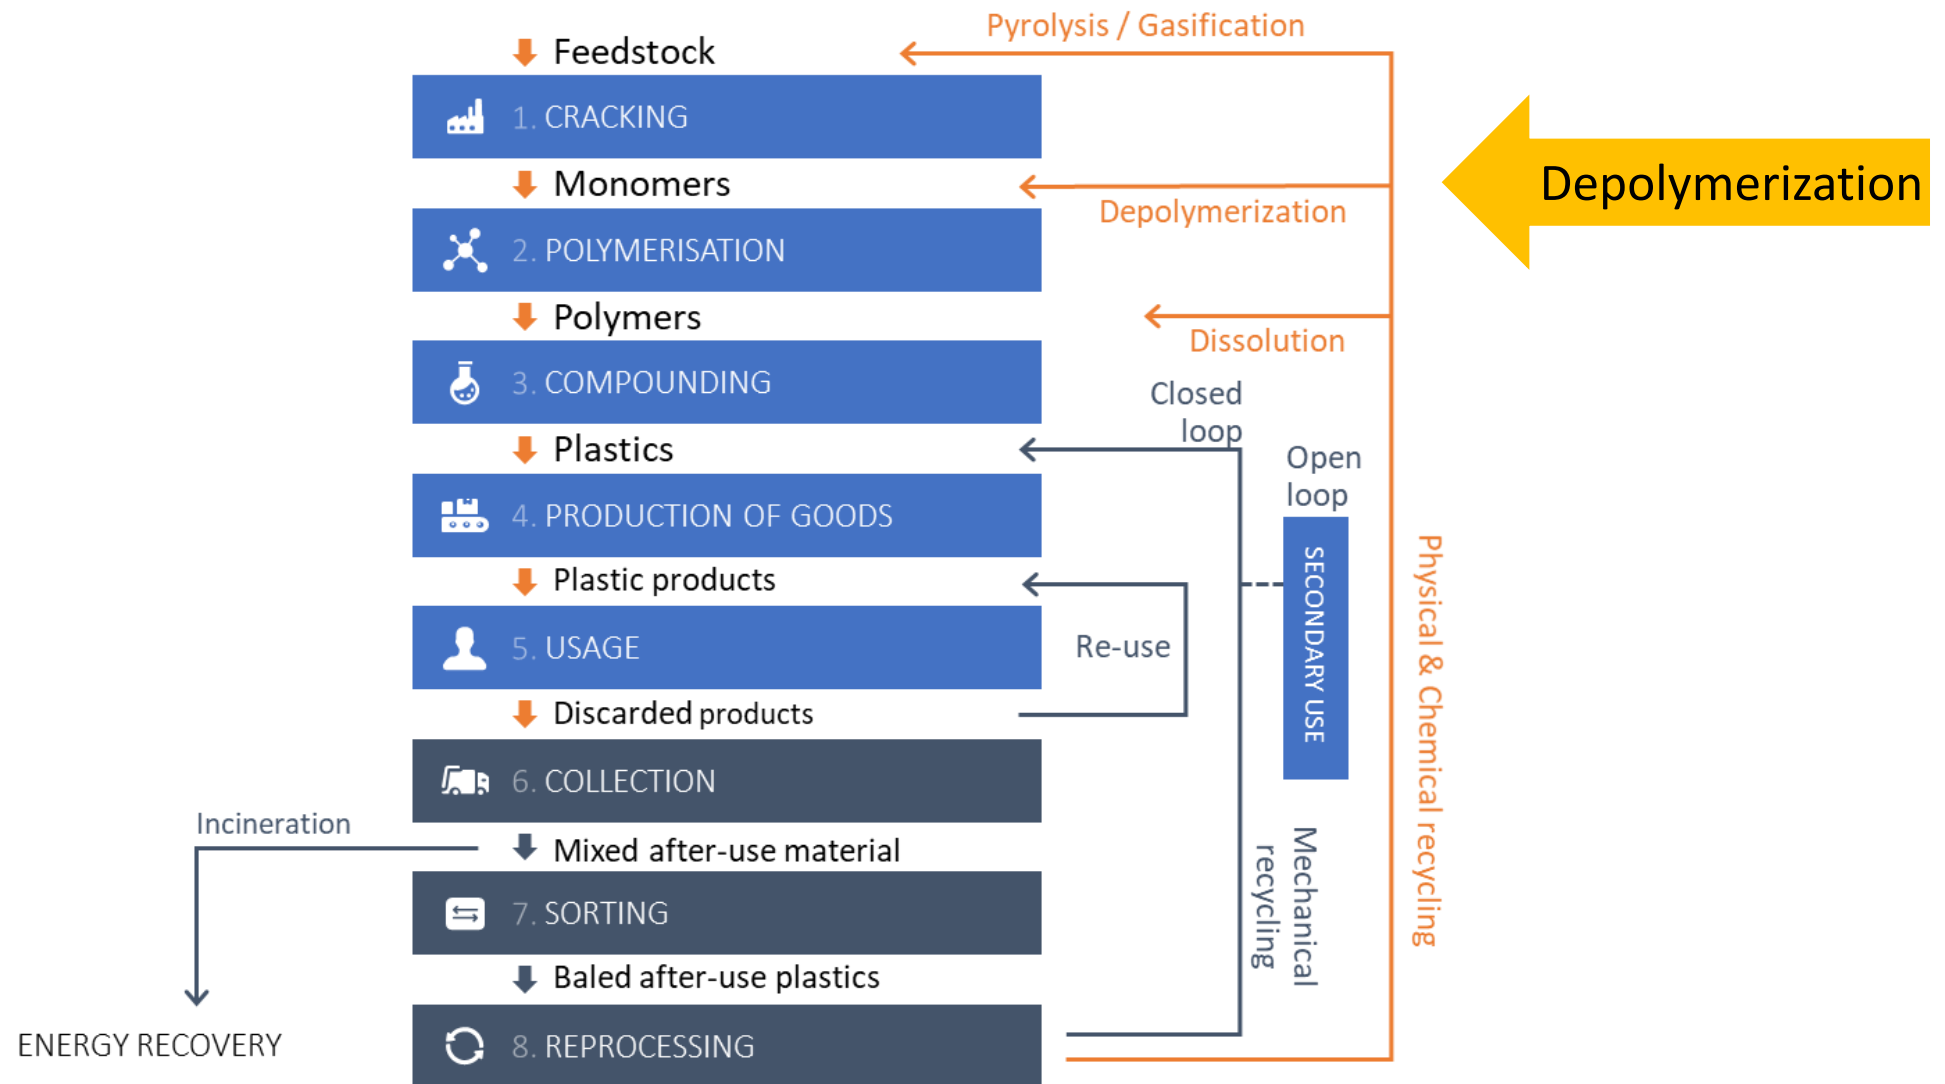 Pyrolysis / Gasification
Feedstock
1. CRACKING
Monomers
Depolymerization
Depolymerization
2. POLYMERISATION
Polymers
Dissolution
3. COMPOUNDING
Closed
loop
Plastics
Open
loop
4. PRODUCTION OF GOODS
Plastic products
SECONDARY USE
5. USAGE
Re-use
Physical & Chemical recycling
Discarded products
6. COLLECTION
Incineration
Mixed after-use material
Mechanical
recycling
7. SORTING
Baled after-use plastics
ENERGY RECOVERY
8. REPROCESSING